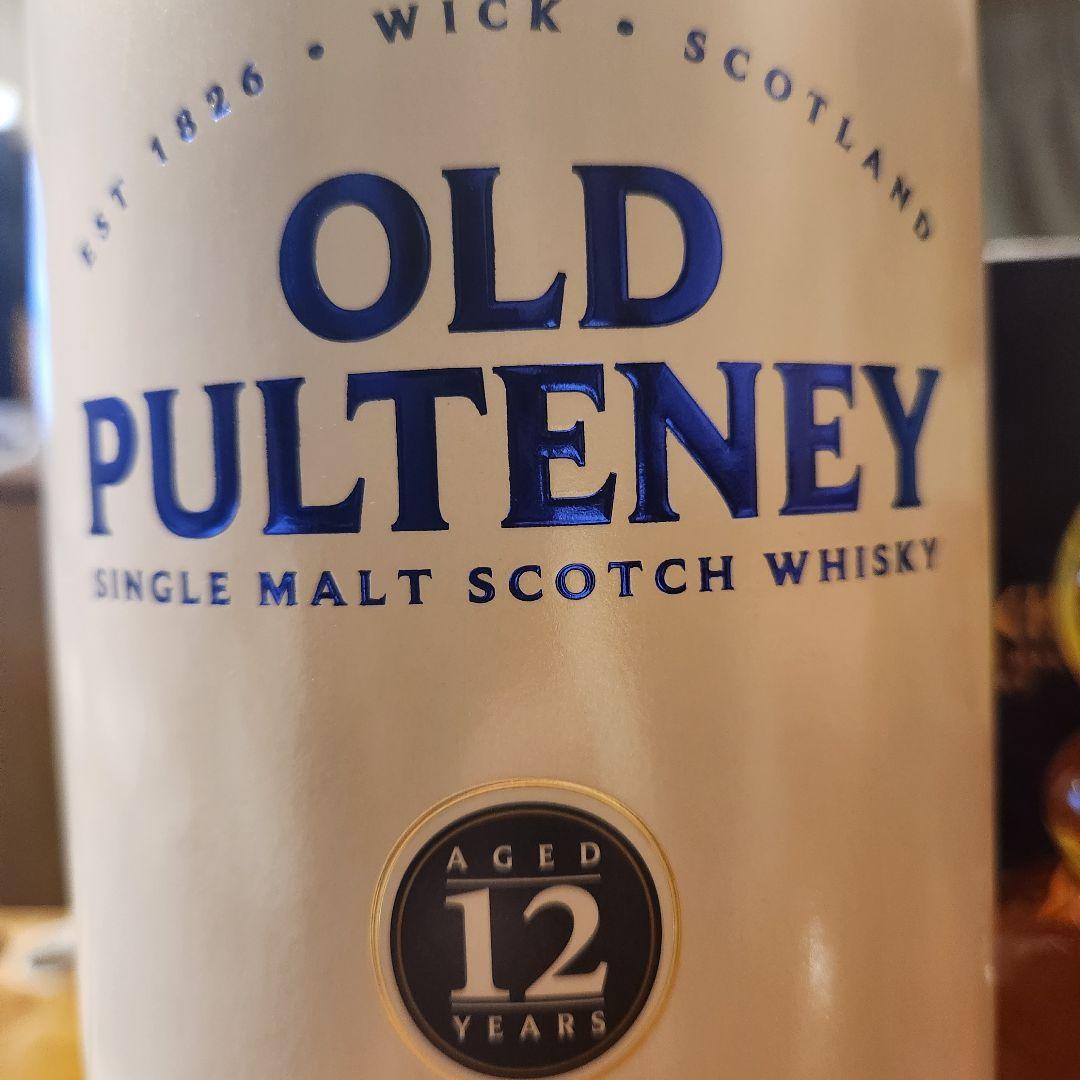 EST 1826 • WICK • SCOTLAND
OLD
PULTENEY
SINGLE MALT SCOTCH WHISKY
AGED
12
YEARS